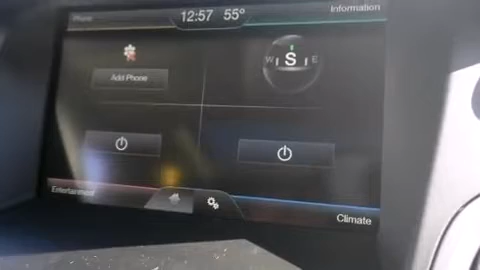 Phone
12:57 55°
Information
W S E
Add Phone
Entertainment
Climate